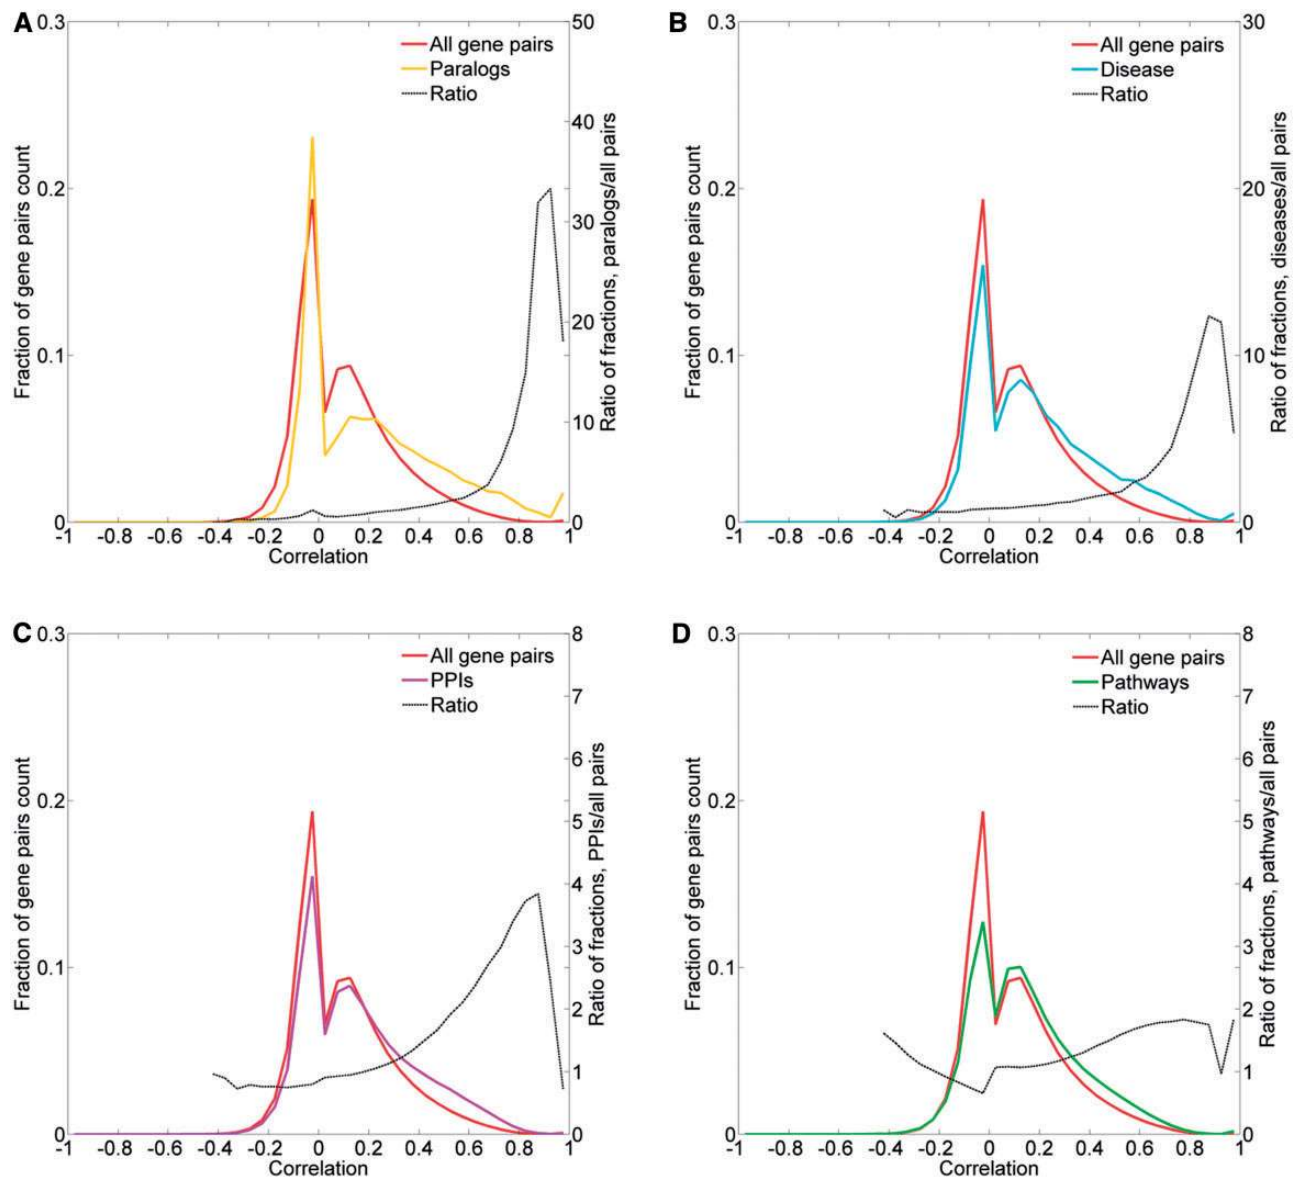 A
0.3
50
All gene pairs
Paralogs
Ratio
40
0.2
30
20
0.1
10
0
0
-1 -0.8 -0.6 -0.4 -0.2 0 0.2 0.4 0.6 0.8 1
Correlation
Fraction of gene pairs count
Ratio of fractions, paralogs/all pairs
B
0.3
30
All gene pairs
Disease
Ratio
0.2
20
0.1
10
0
0
-1 -0.8 -0.6 -0.4 -0.2 0 0.2 0.4 0.6 0.8 1
Correlation
Fraction of gene pairs count
Ratio of fractions, diseases/all pairs
C
0.3
8
All gene pairs
PPIs
Ratio
7
6
0.2
5
4
3
0.1
2
1
0
0
-1 -0.8 -0.6 -0.4 -0.2 0 0.2 0.4 0.6 0.8 1
Correlation
Fraction of gene pairs count
Ratio of fractions, PPIs/all pairs
D
0.3
8
All gene pairs
Pathways
Ratio
7
6
0.2
5
4
3
0.1
2
1
0
0
-1 -0.8 -0.6 -0.4 -0.2 0 0.2 0.4 0.6 0.8 1
Correlation
Fraction of gene pairs count
Ratio of fractions, pathways/all pairs